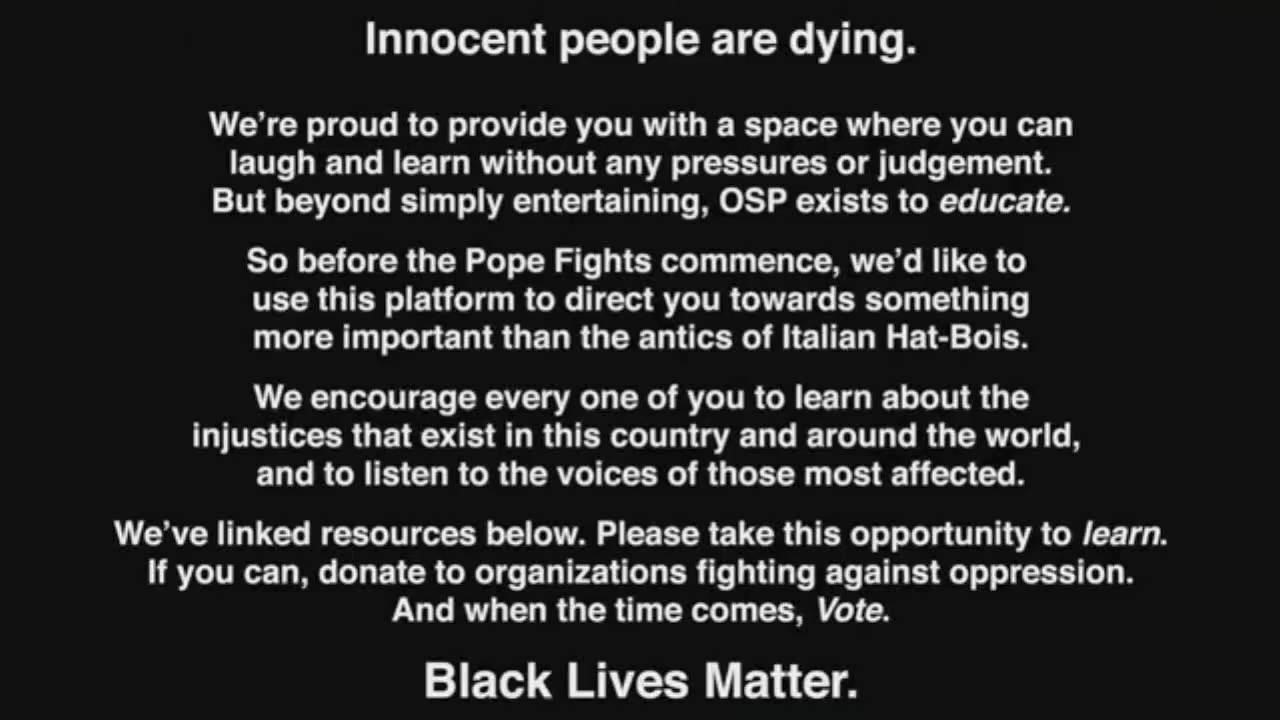 Innocent people are dying.
We're proud to provide you with a space where you can
laugh and learn without any pressures or judgement.
But beyond simply entertaining, OSP exists to educate.
So before the Pope Fights commence, we'd like to
use this platform to direct you towards something
more important than the antics of Italian Hat-Bois.
We encourage every one of you to learn about the
injustices that exist in this country and around the world,
and to listen to the voices of those most affected.
We've linked resources below. Please take this opportunity to learn.
If you can, donate to organizations fighting against oppression.
And when the time comes, Vote.
Black Lives Matter.